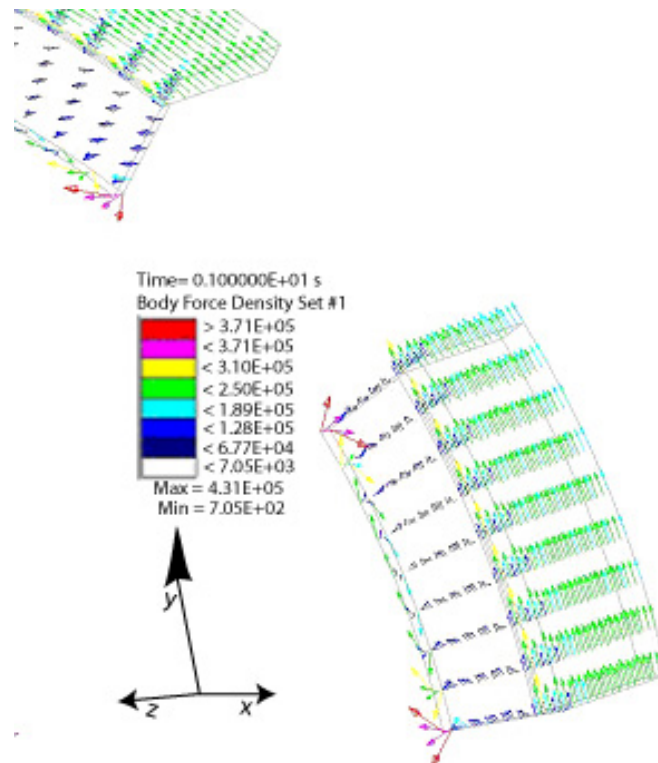 Time= 0.100000E+01 s
Body Force Density Set #1
> 3.71E+05
< 3.71E+05
< 3.10E+05
< 2.50E+05
< 1.89E+05
< 1.28E+05
< 6.77E+04
< 7.05E+03
Max = 4.31E+05
Min = 7.05E+02
y
z
x